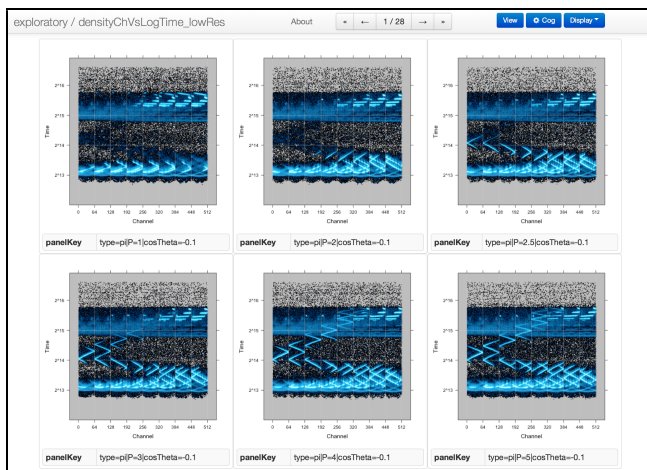 exploratory / densityChVsLogTime_lowRes About « ← 1 / 28 → » View Cog Display
2^16
2^15
2^14
2^13
Time
0 64 128 192 256 320 384 448 512
Channel
panelKey type=pi|P=1|cosTheta=-0.1
2^16
2^15
2^14
2^13
Time
0 64 128 192 256 320 384 448 512
Channel
panelKey type=pi|P=2|cosTheta=-0.1
2^16
2^15
2^14
2^13
Time
0 64 128 192 256 320 384 448 512
Channel
panelKey type=pi|P=2.5|cosTheta=-0.1
2^16
2^15
2^14
2^13
Time
0 64 128 192 256 320 384 448 512
Channel
panelKey type=pi|P=3|cosTheta=-0.1
2^16
2^15
2^14
2^13
Time
0 64 128 192 256 320 384 448 512
Channel
panelKey type=pi|P=4|cosTheta=-0.1
2^16
2^15
2^14
2^13
Time
0 64 128 192 256 320 384 448 512
Channel
panelKey type=pi|P=5|cosTheta=-0.1